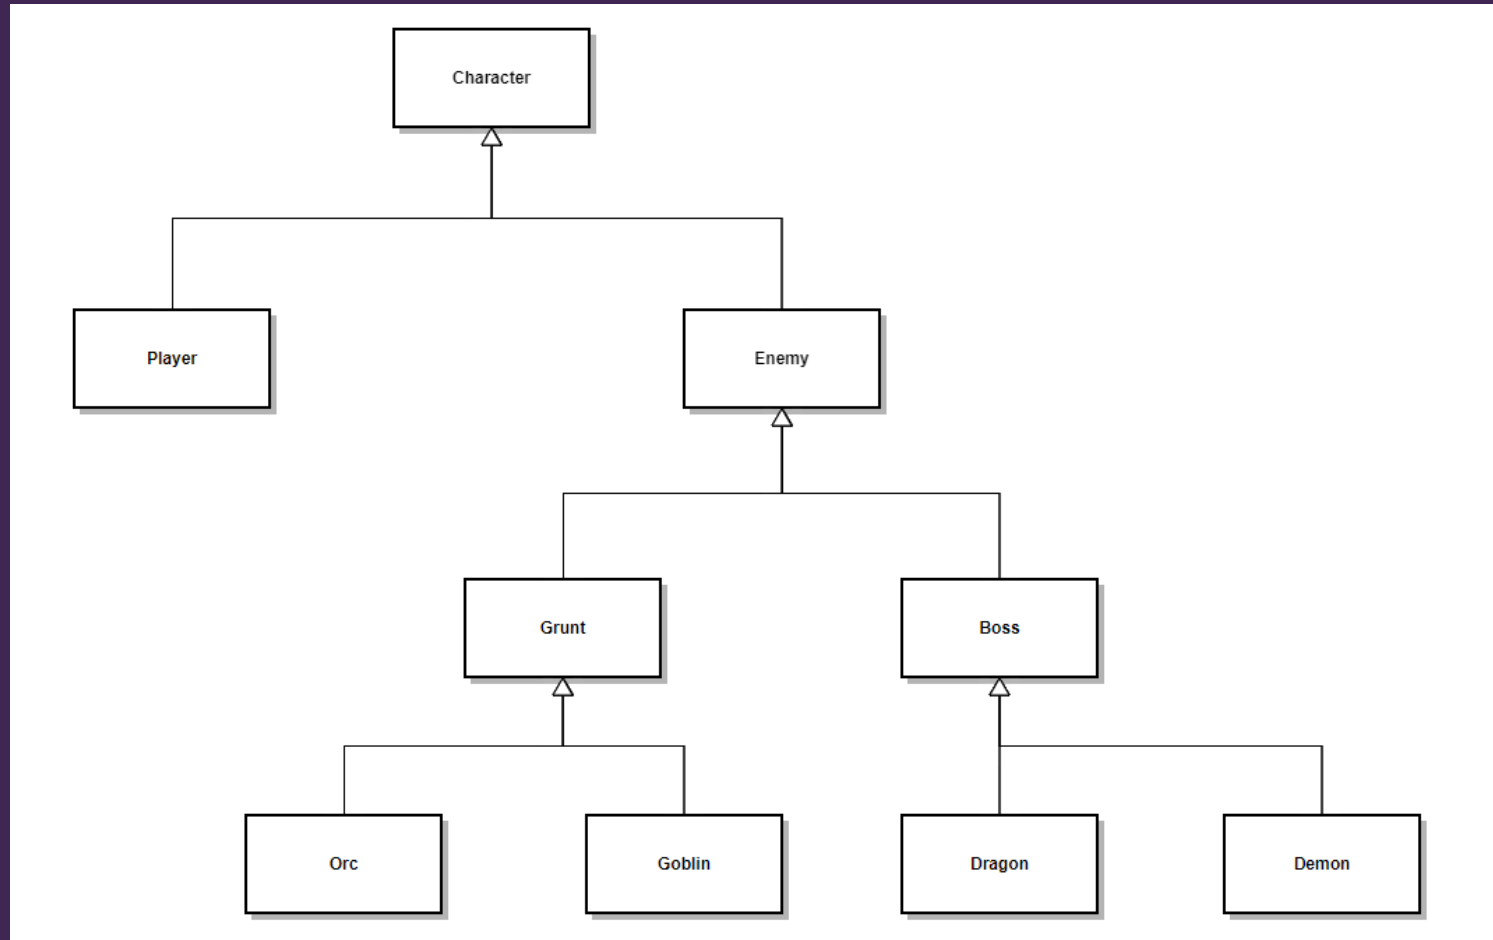 Character
Player
Enemy
Grunt
Boss
Orc
Goblin
Dragon
Demon